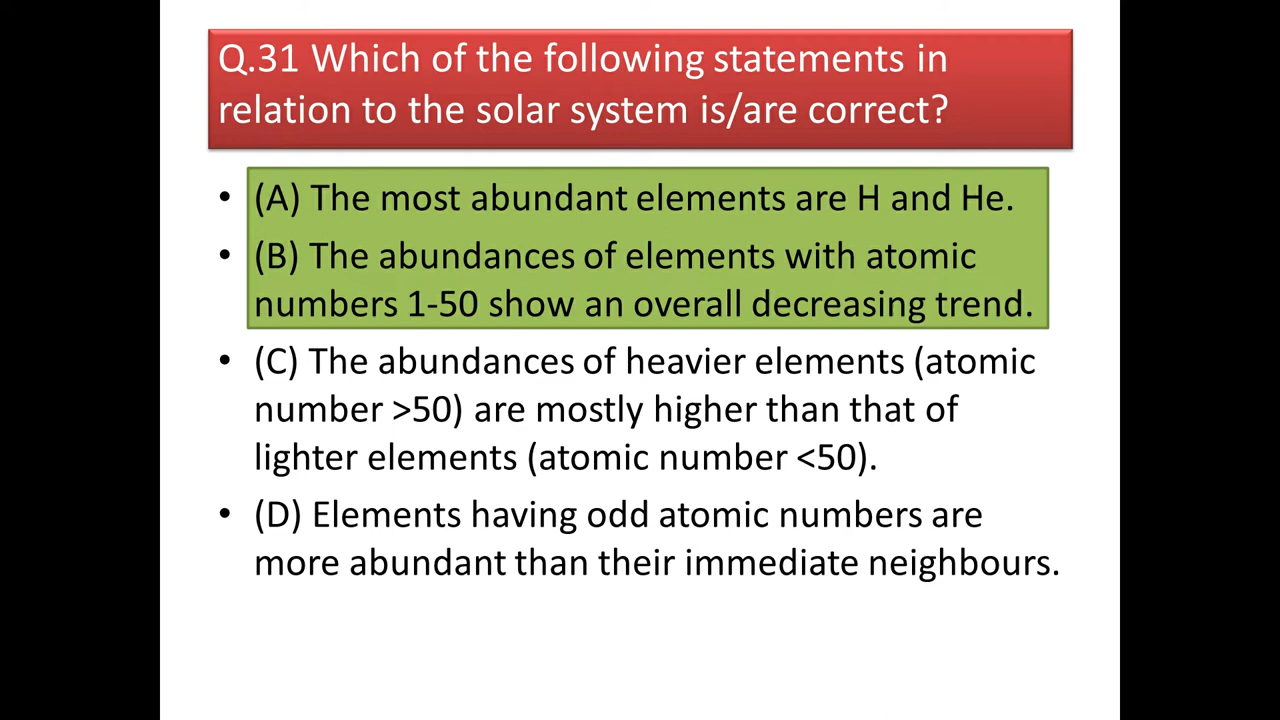 Q.31 Which of the following statements in
relation to the solar system is/are correct?
• (A) The most abundant elements are H and He.
• (B) The abundances of elements with atomic
numbers 1-50 show an overall decreasing trend.
• (C) The abundances of heavier elements (atomic
number >50) are mostly higher than that of
lighter elements (atomic number <50).
• (D) Elements having odd atomic numbers are
more abundant than their immediate neighbours.